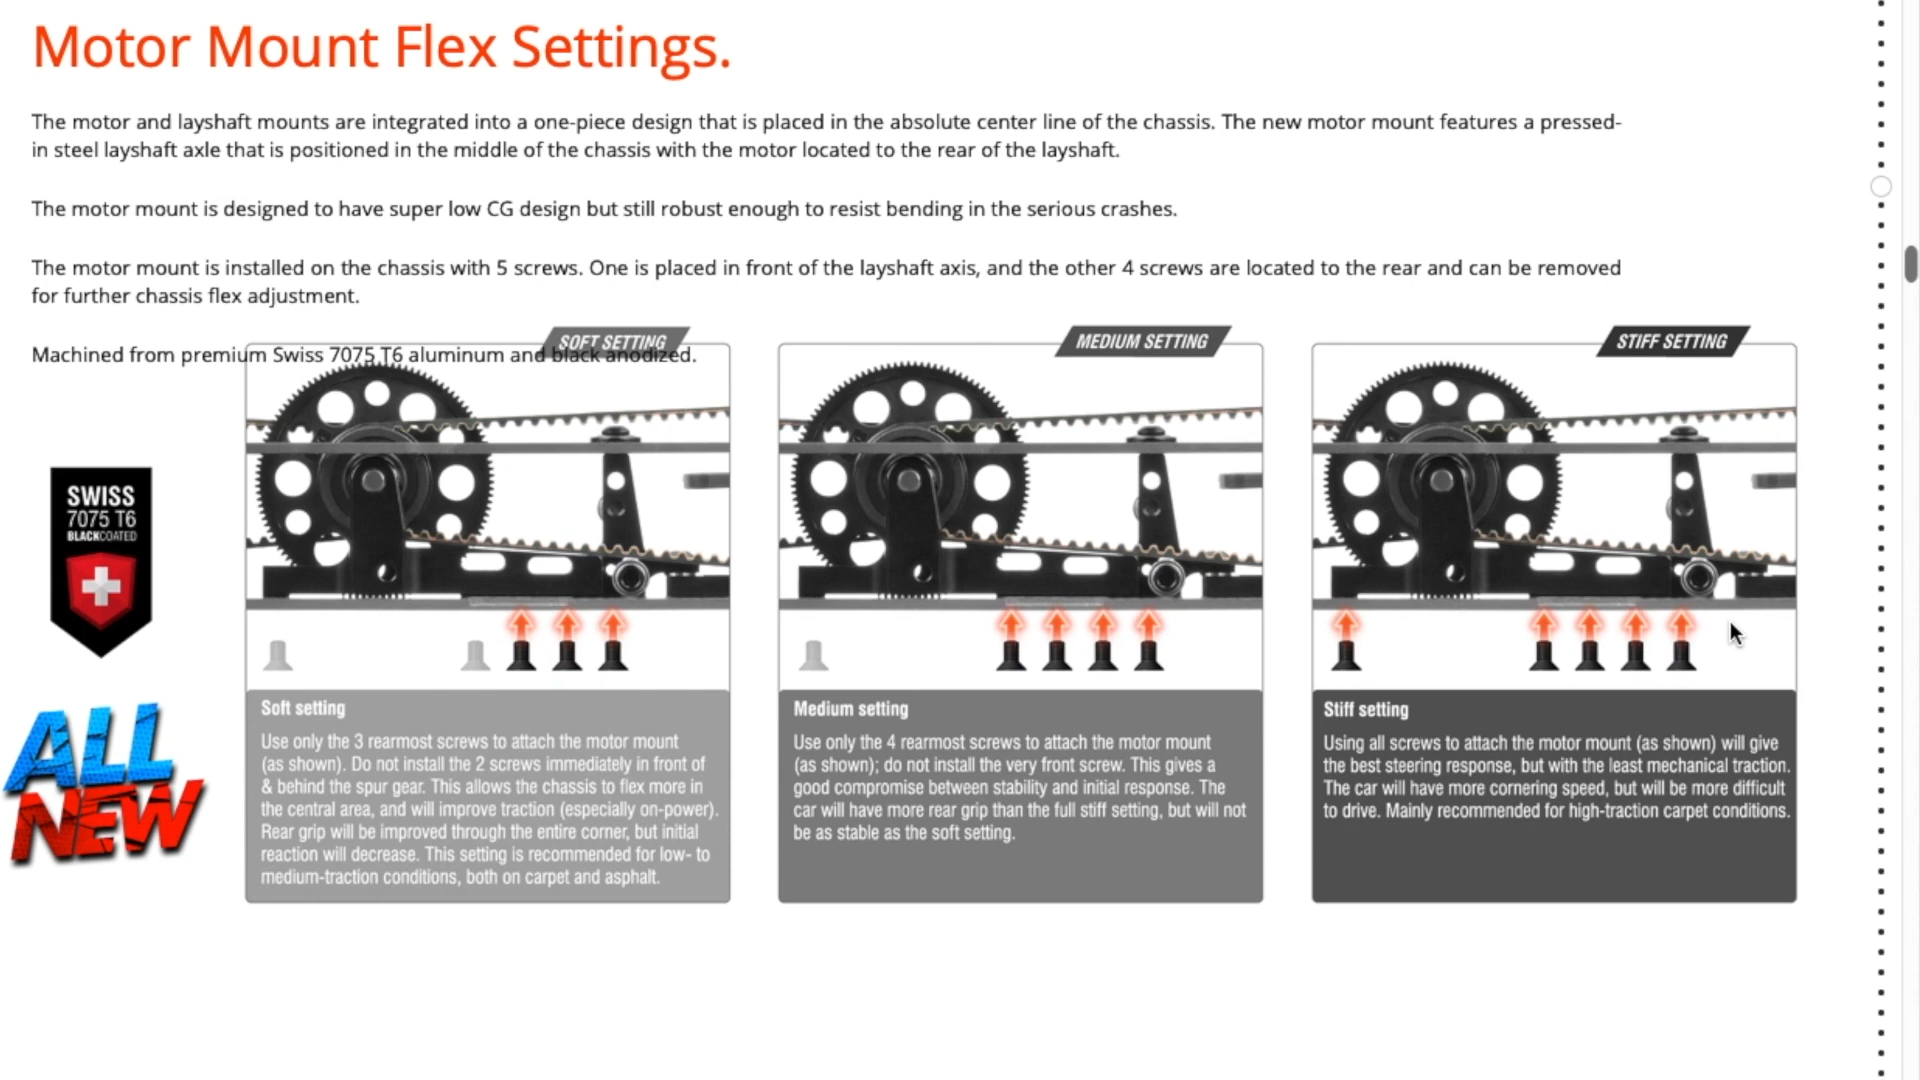 Motor Mount Flex Settings.
The motor and layshaft mounts are integrated into a one-piece design that is placed in the absolute center line of the chassis. The new motor mount features a pressed-
in steel layshaft axle that is positioned in the middle of the chassis with the motor located to the rear of the layshaft.
The motor mount is designed to have super low CG design but still robust enough to resist bending in the serious crashes.
The motor mount is installed on the chassis with 5 screws. One is placed in front of the layshaft axis, and the other 4 screws are located to the rear and can be removed
for further chassis flex adjustment.
Machined from premium Swiss 7075 T6 aluminum and black anodized.
SOFT SETTING
MEDIUM SETTING
STIFF SETTING
SWISS
7075 T6
BLACKCOATED
ALL
NEW
Soft setting
Use only the 3 rearmost screws to attach the motor mount
(as shown). Do not install the 2 screws immediately in front of
& behind the spur gear. This allows the chassis to flex more in
the central area, and will improve traction (especially on-power).
Rear grip will be improved through the entire corner, but initial
reaction will decrease. This setting is recommended for low- to
medium-traction conditions, both on carpet and asphalt.
Medium setting
Use only the 4 rearmost screws to attach the motor mount
(as shown); do not install the very front screw. This gives a
good compromise between stability and initial response. The
car will have more rear grip than the full stiff setting, but will not
be as stable as the soft setting.
Stiff setting
Using all screws to attach the motor mount (as shown) will give
the best steering response, but with the least mechanical traction.
The car will have more cornering speed, but will be more difficult
to drive. Mainly recommended for high-traction carpet conditions.